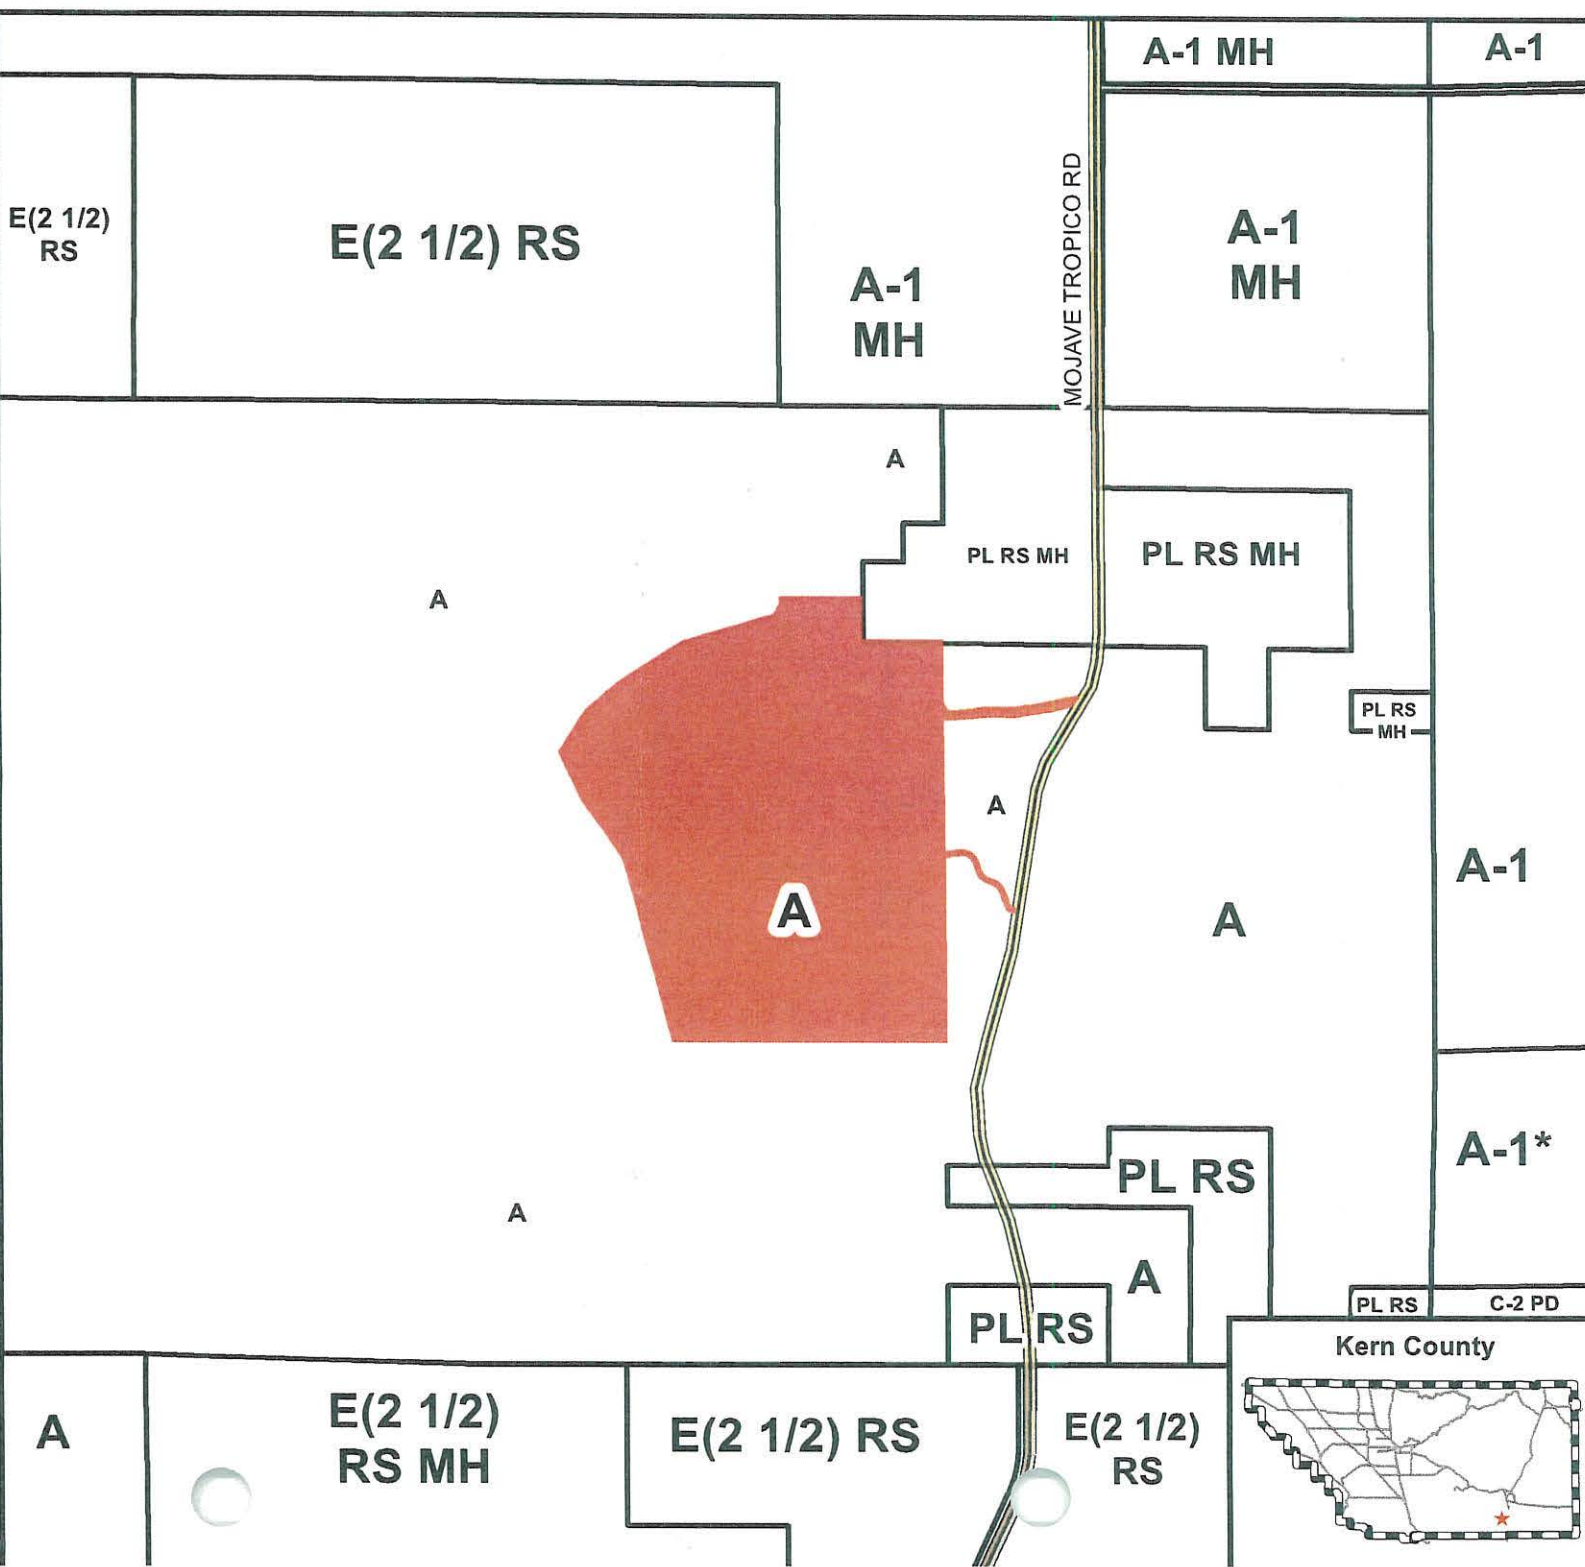 A-1 MH
A-1
E(2 1/2)
RS
E(2 1/2) RS
A-1
MH
MOJAVE TROPICO RD
A-1
MH
A
PL RS MH
PL RS MH
A
PL RS
MH
A
A-1
A
A
A-1*
PL RS
A
A
PL RS
PL RS
C-2 PD
Kern County
A
E(2 1/2)
RS MH
E(2 1/2) RS
E(2 1/2)
RS